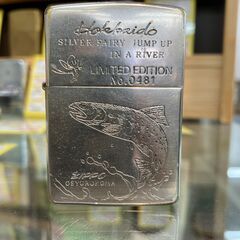 Hokkaido
SILVER FAIRY JUMP UP
IN A RIVER
LIMITED EDITION
No.0481
ZIPPO